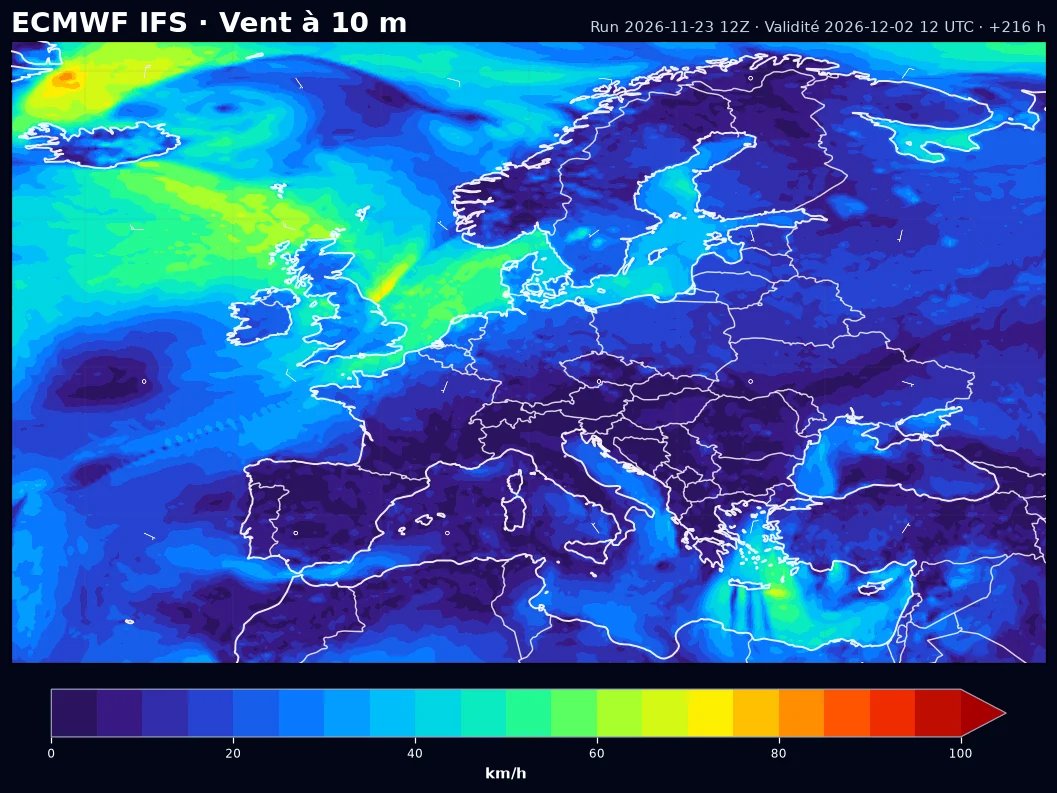 ECMWF IFS · Vent à 10 m
Run 2026-11-23 12Z · Validité 2026-12-02 12 UTC · +216 h
0 20 40 60 80 100
km/h